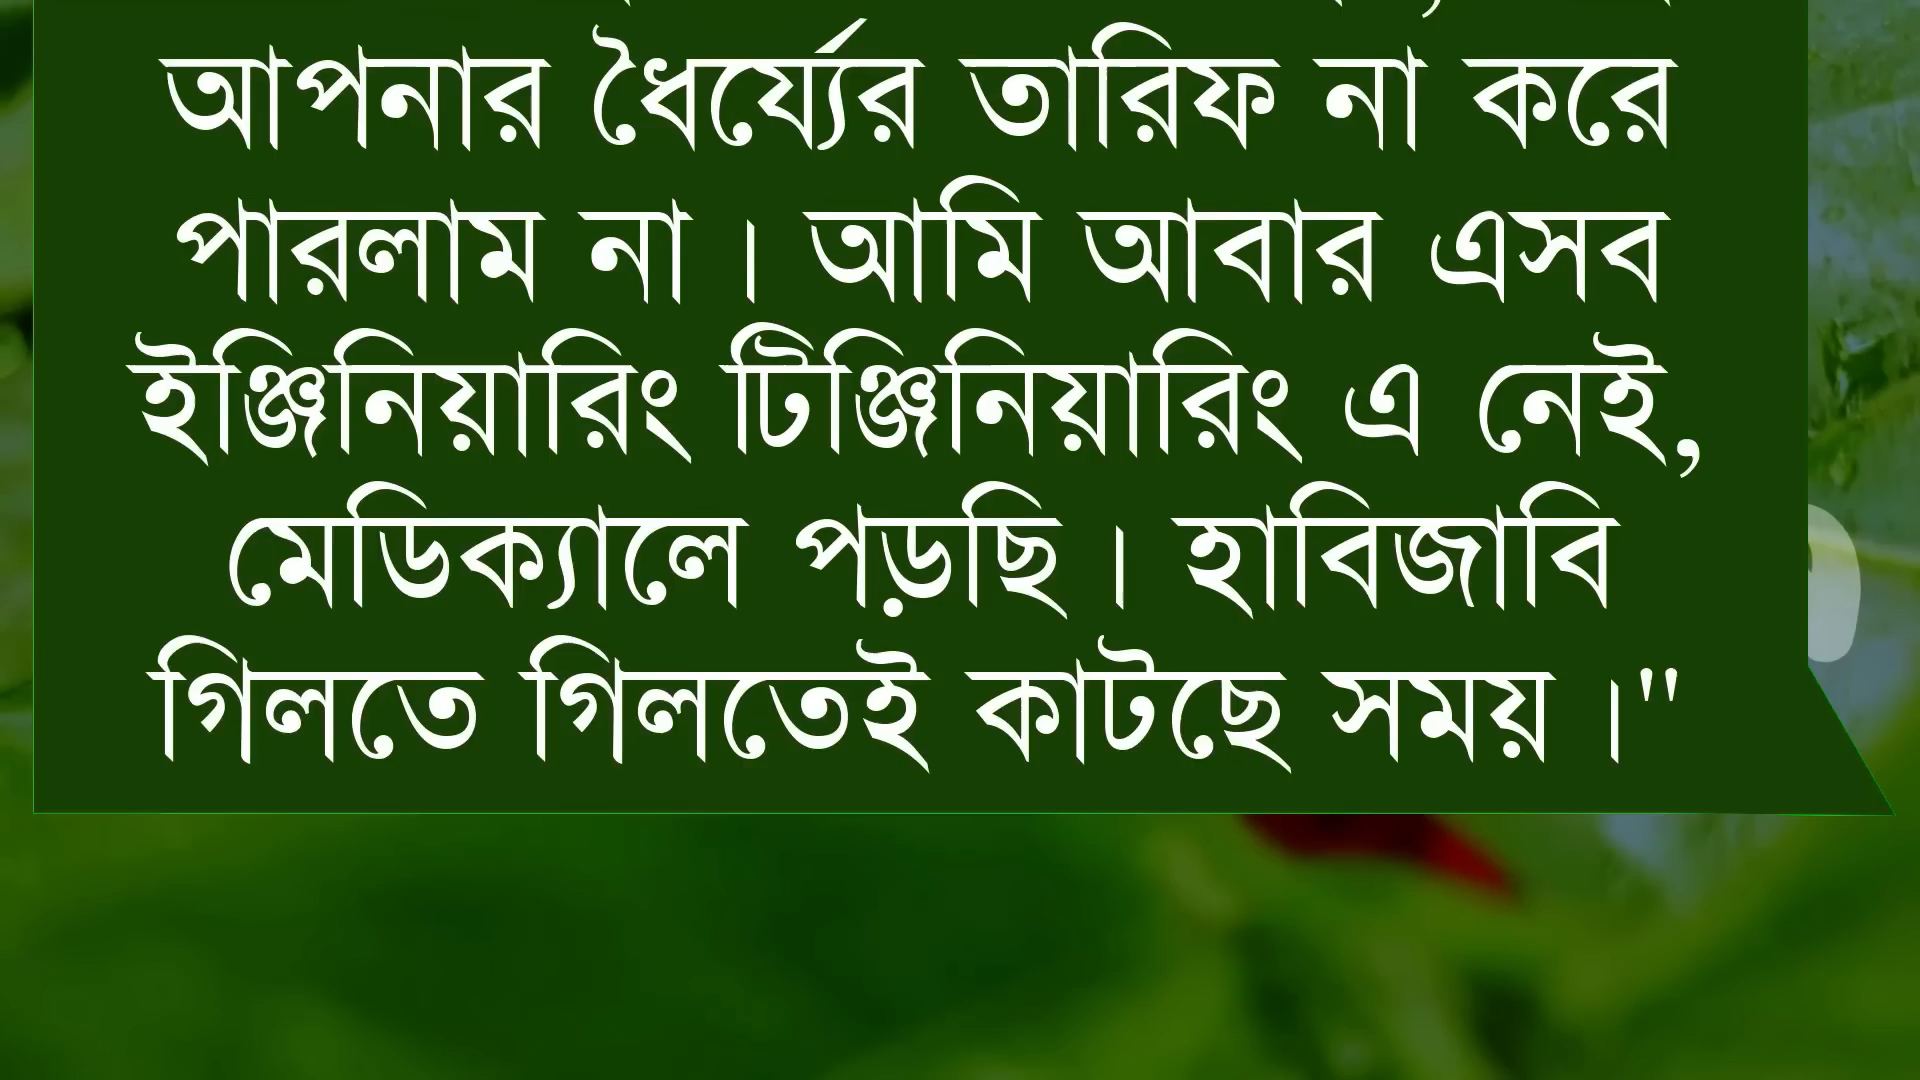 আপনার ধৈর্য্যের তারিফ না করে
পারলাম না । আমি আবার এসব
ইঞ্জিনিয়ারিং টিঞ্জিনিয়ারিং এ নেই,
মেডিক্যালে পড়ছি । হাবিজাবি
গিলতে গিলতেই কাটছে সময় ।"